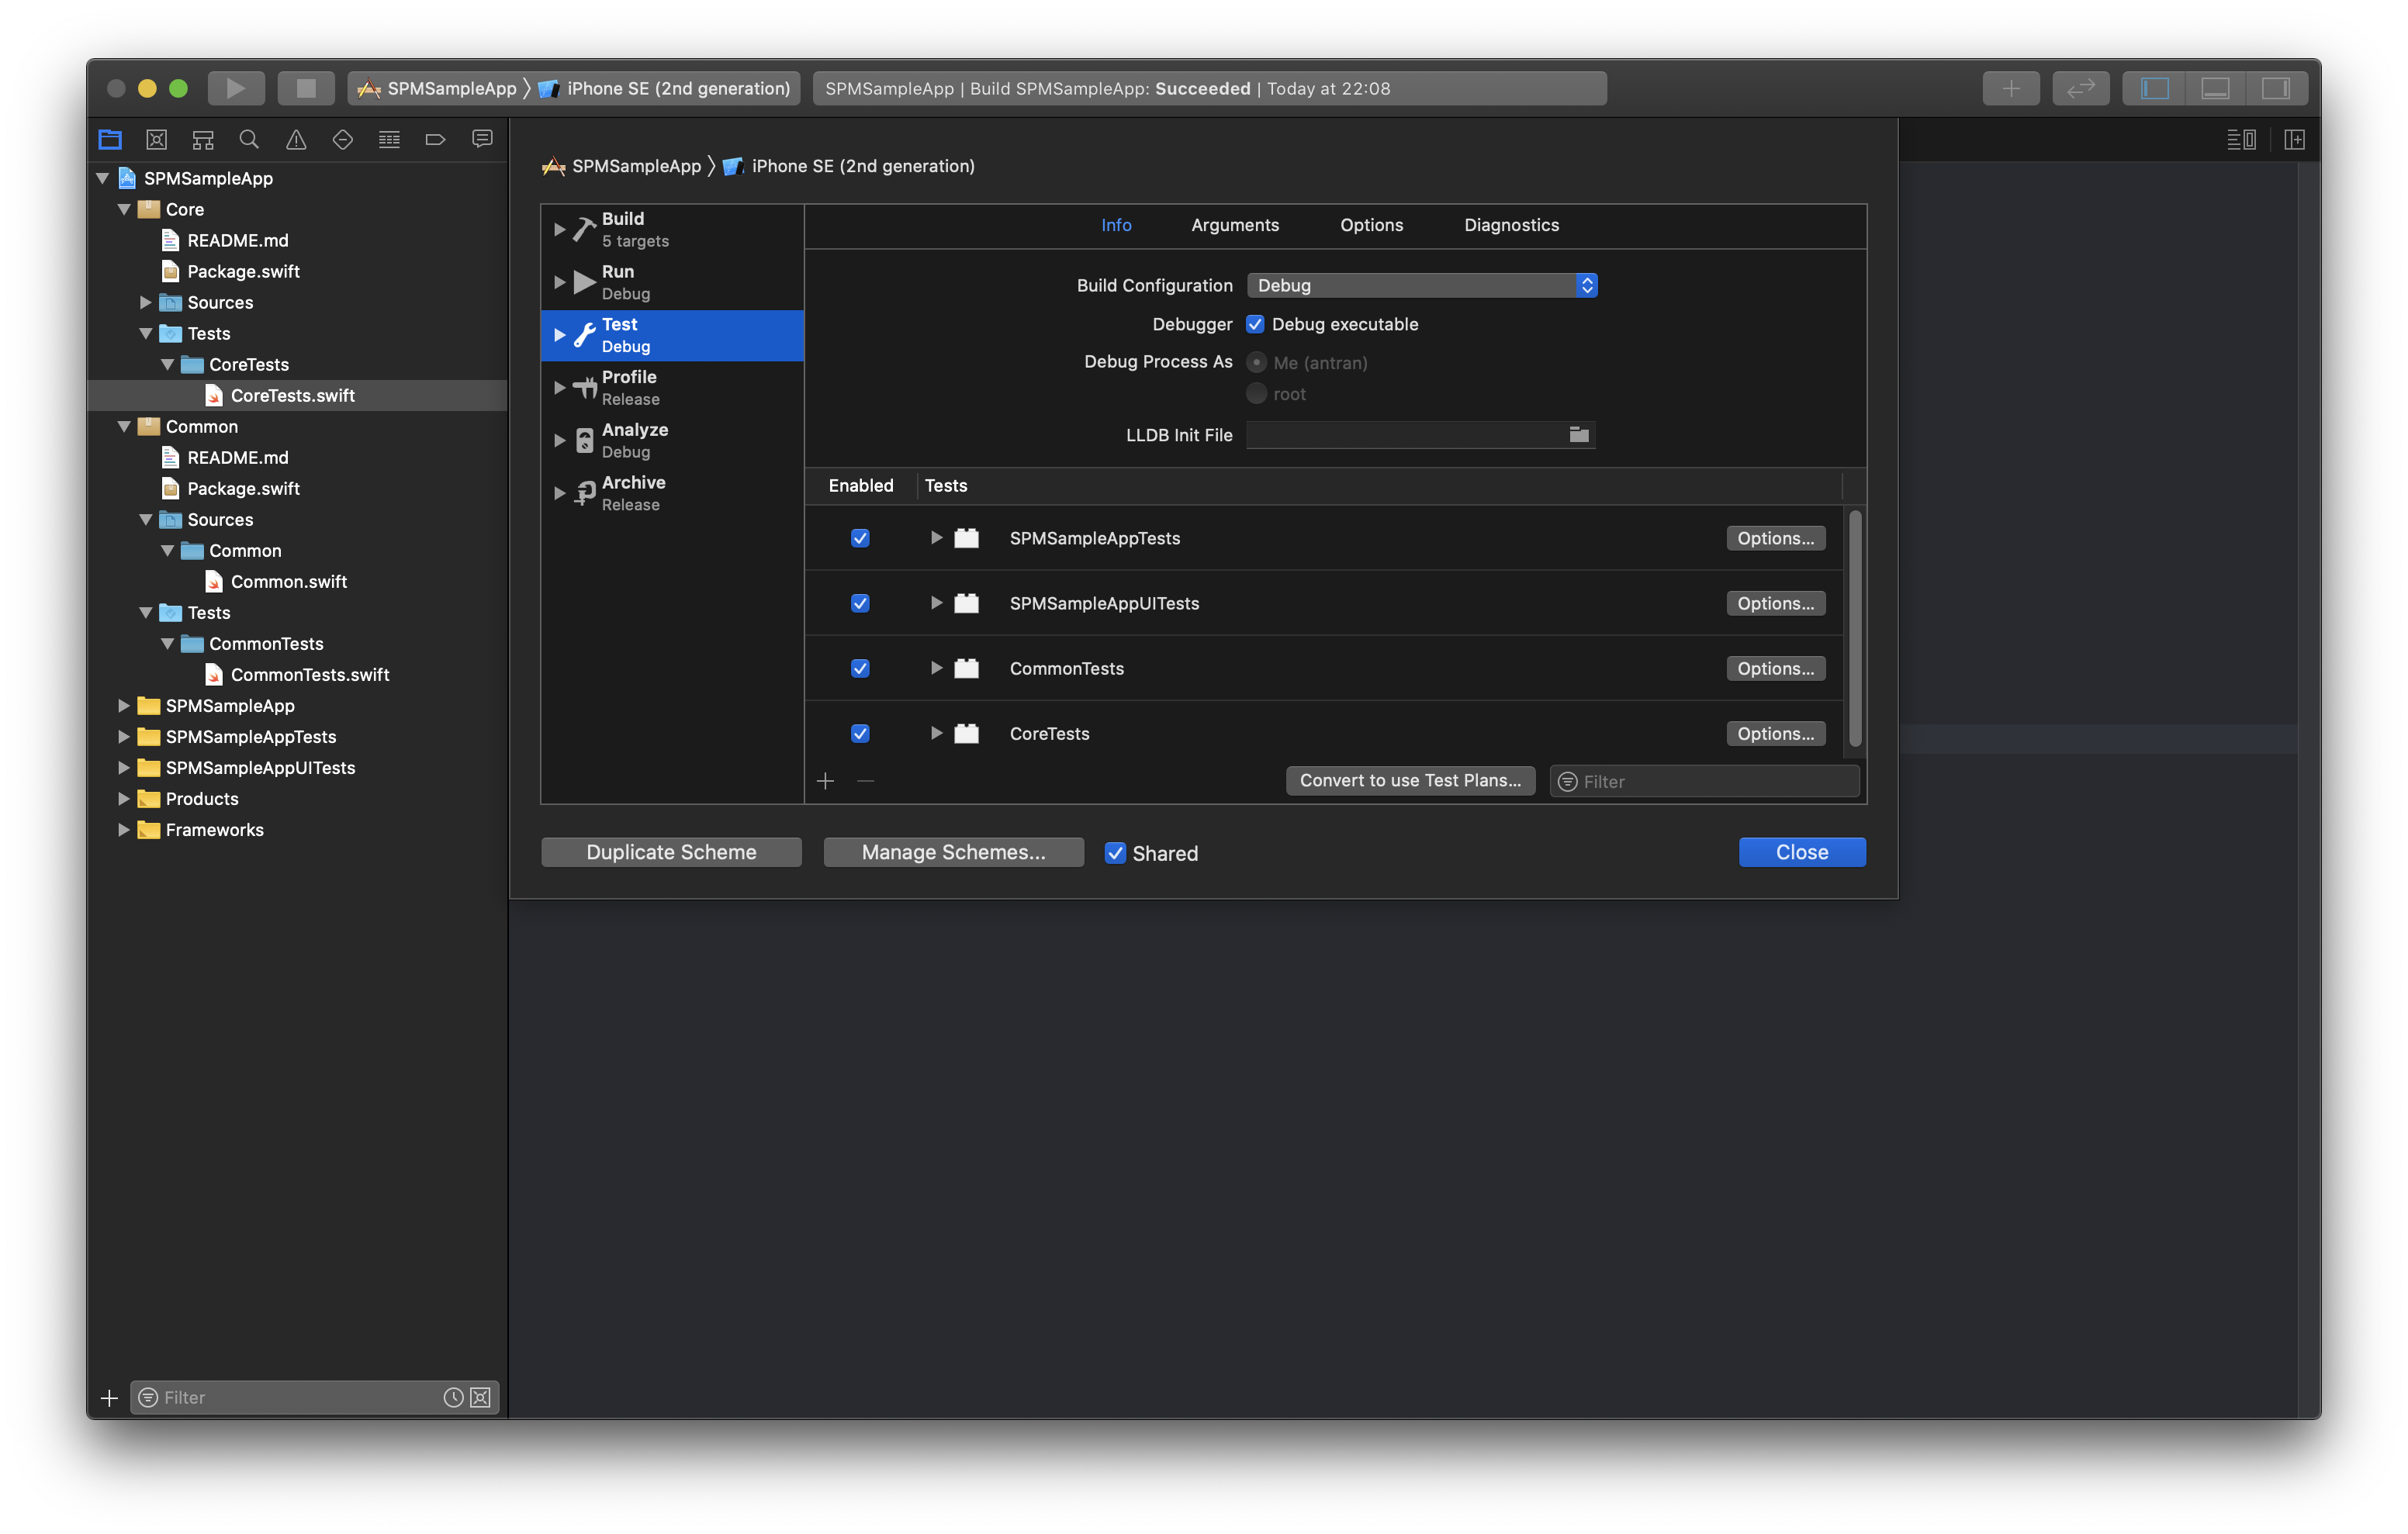 SPMSampleApp iPhone SE (2nd generation)
SPMSampleApp | Build SPMSampleApp: Succeeded | Today at 22:08
SPMSampleApp
Core
README.md
Package.swift
Sources
Tests
CoreTests
CoreTests.swift
Common
README.md
Package.swift
Sources
Common
Common.swift
Tests
CommonTests
CommonTests.swift
SPMSampleApp
SPMSampleAppTests
SPMSampleAppUITests
Products
Frameworks
Filter
SPMSampleApp iPhone SE (2nd generation)
Build
5 targets
Run
Debug
Test
Debug
Profile
Release
Analyze
Debug
Archive
Release
Info Arguments Options Diagnostics
Build Configuration Debug
Debugger Debug executable
Debug Process As Me (antran)
root
LLDB Init File
Enabled Tests
SPMSampleAppTests Options...
SPMSampleAppUITests Options...
CommonTests Options...
CoreTests Options...
Convert to use Test Plans... Filter
Duplicate Scheme Manage Schemes... Shared Close